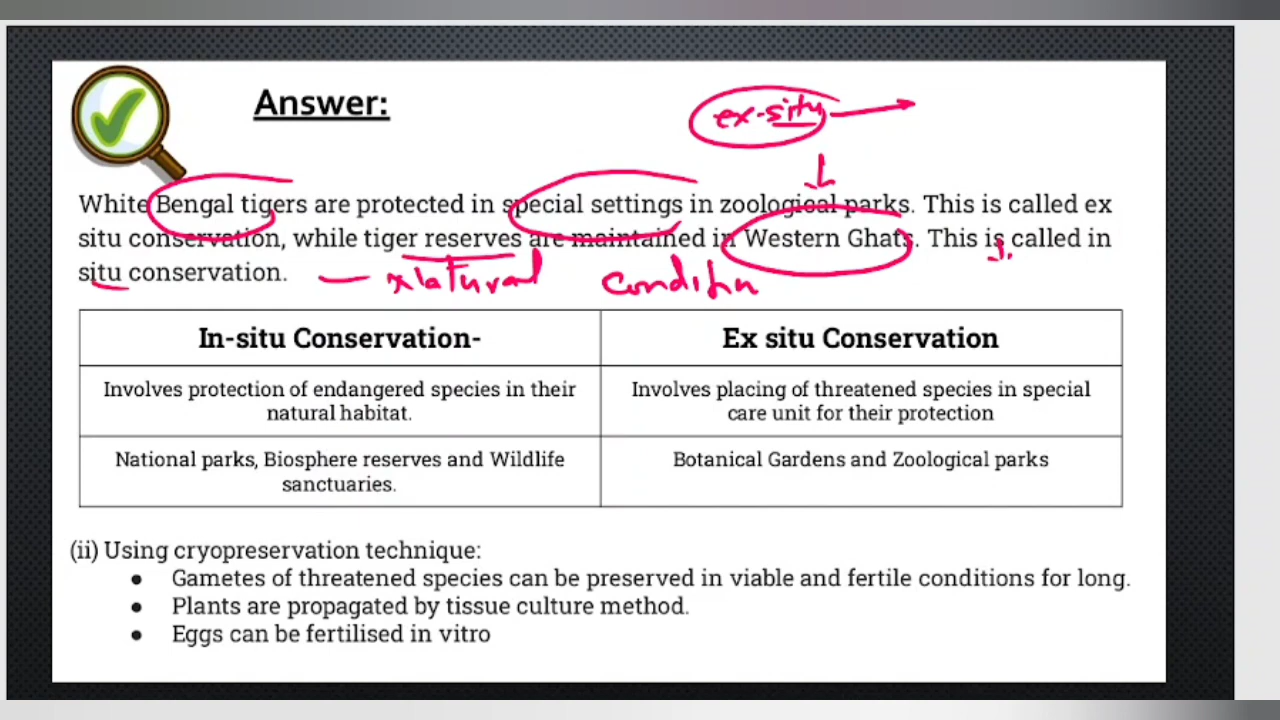 Answer:
ex-situ
White Bengal tigers are protected in special settings in zoological parks. This is called ex
situ conservation, while tiger reserves are maintained in Western Ghats. This is called in
situ conservation.
Natural condition
In-situ Conservation-
Ex situ Conservation
Involves protection of endangered species in their
natural habitat.
Involves placing of threatened species in special
care unit for their protection
National parks, Biosphere reserves and Wildlife
sanctuaries.
Botanical Gardens and Zoological parks
(ii) Using cryopreservation technique:
● Gametes of threatened species can be preserved in viable and fertile conditions for long.
● Plants are propagated by tissue culture method.
● Eggs can be fertilised in vitro